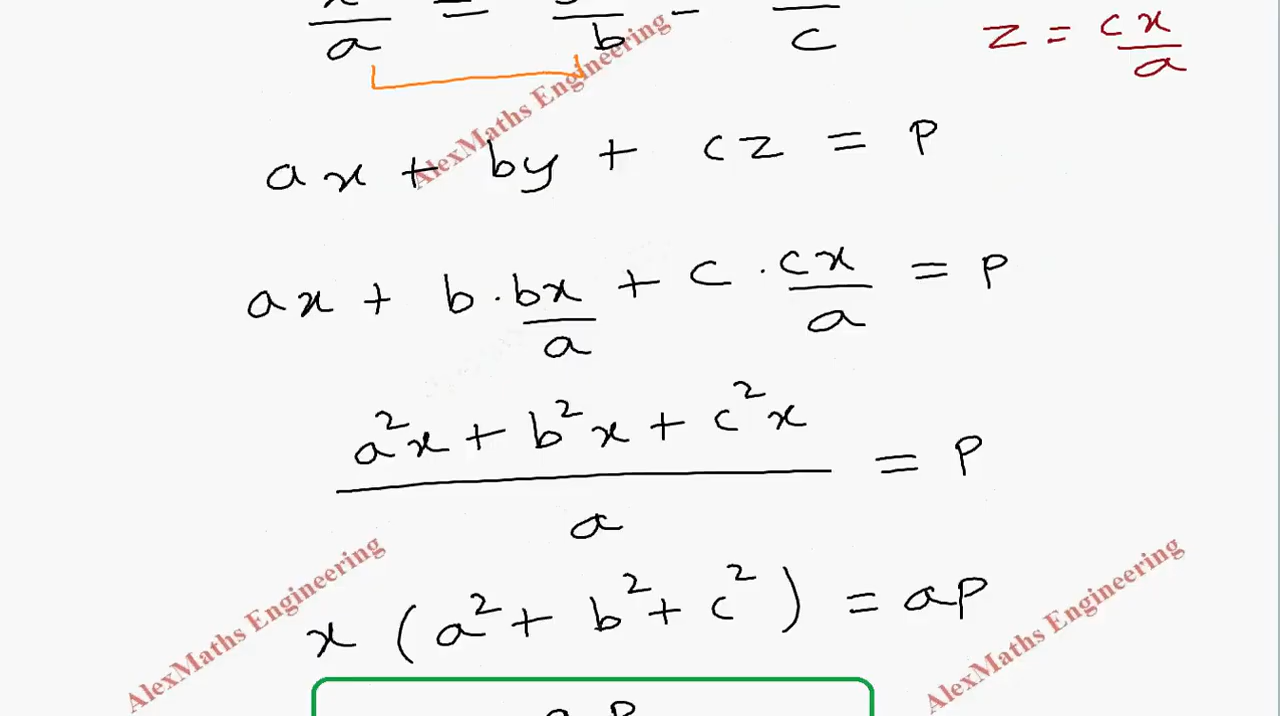 x/a = y/b = /c
z = cx/a
ax + by + cz = P
ax + b · bx/a + c · cx/a = P
(a²x + b²x + c²x)/a = P
x (a² + b² + c²) = aP
aP
AlexMaths Engineering
AlexMaths Engineering
AlexMaths Engineering